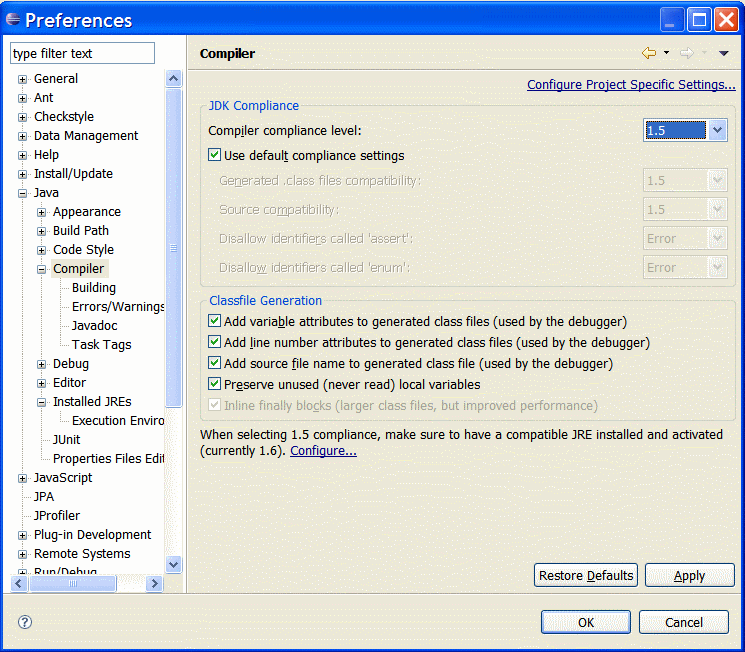 Preferences
type filter text
General
Ant
Checkstyle
Data Management
Help
Install/Update
Java
Appearance
Build Path
Code Style
Compiler
Building
Errors/Warnings
Javadoc
Task Tags
Debug
Editor
Installed JREs
Execution Enviro
JUnit
Properties Files Edit
JavaScript
JPA
JProfiler
Plug-in Development
Remote Systems
Run/Debug
Compiler
Configure Project Specific Settings...
JDK Compliance
Compiler compliance level: 1.5
Use default compliance settings
Generated .class files compatibility: 1.5
Source compatibility: 1.5
Disallow identifiers called 'assert': Error
Disallow identifiers called 'enum': Error
Classfile Generation
Add variable attributes to generated class files (used by the debugger)
Add line number attributes to generated class files (used by the debugger)
Add source file name to generated class file (used by the debugger)
Preserve unused (never read) local variables
Inline finally blocks (larger class files, but improved performance)
When selecting 1.5 compliance, make sure to have a compatible JRE installed and activated
(currently 1.6). Configure...
Restore Defaults Apply
? OK Cancel